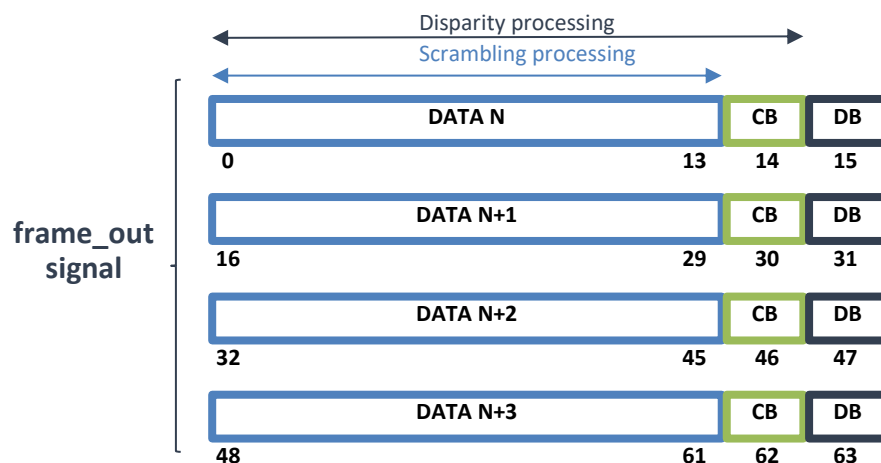 Disparity processing
Scrambling processing
DATA N CB DB
0 13 14 15
DATA N+1 CB DB
frame_out
signal
16 29 30 31
DATA N+2 CB DB
32 45 46 47
DATA N+3 CB DB
48 61 62 63